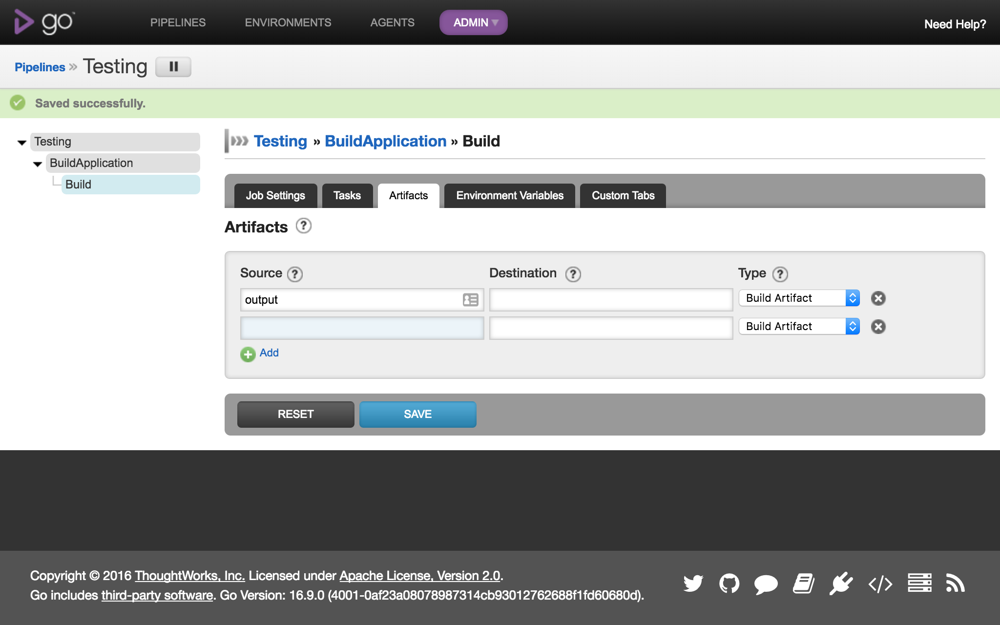 go™
PIPELINES ENVIRONMENTS AGENTS ADMIN Need Help?
Pipelines » Testing
Saved successfully.
Testing
BuildApplication
Build
Testing » BuildApplication » Build
Job Settings Tasks Artifacts Environment Variables Custom Tabs
Artifacts ?
Source ? Destination ? Type ?
output Build Artifact
Build Artifact
Add
RESET SAVE
Copyright © 2016 ThoughtWorks, Inc. Licensed under Apache License, Version 2.0.
Go includes third-party software. Go Version: 16.9.0 (4001-0af23a08078987314cb93012762688f1fd60680d).